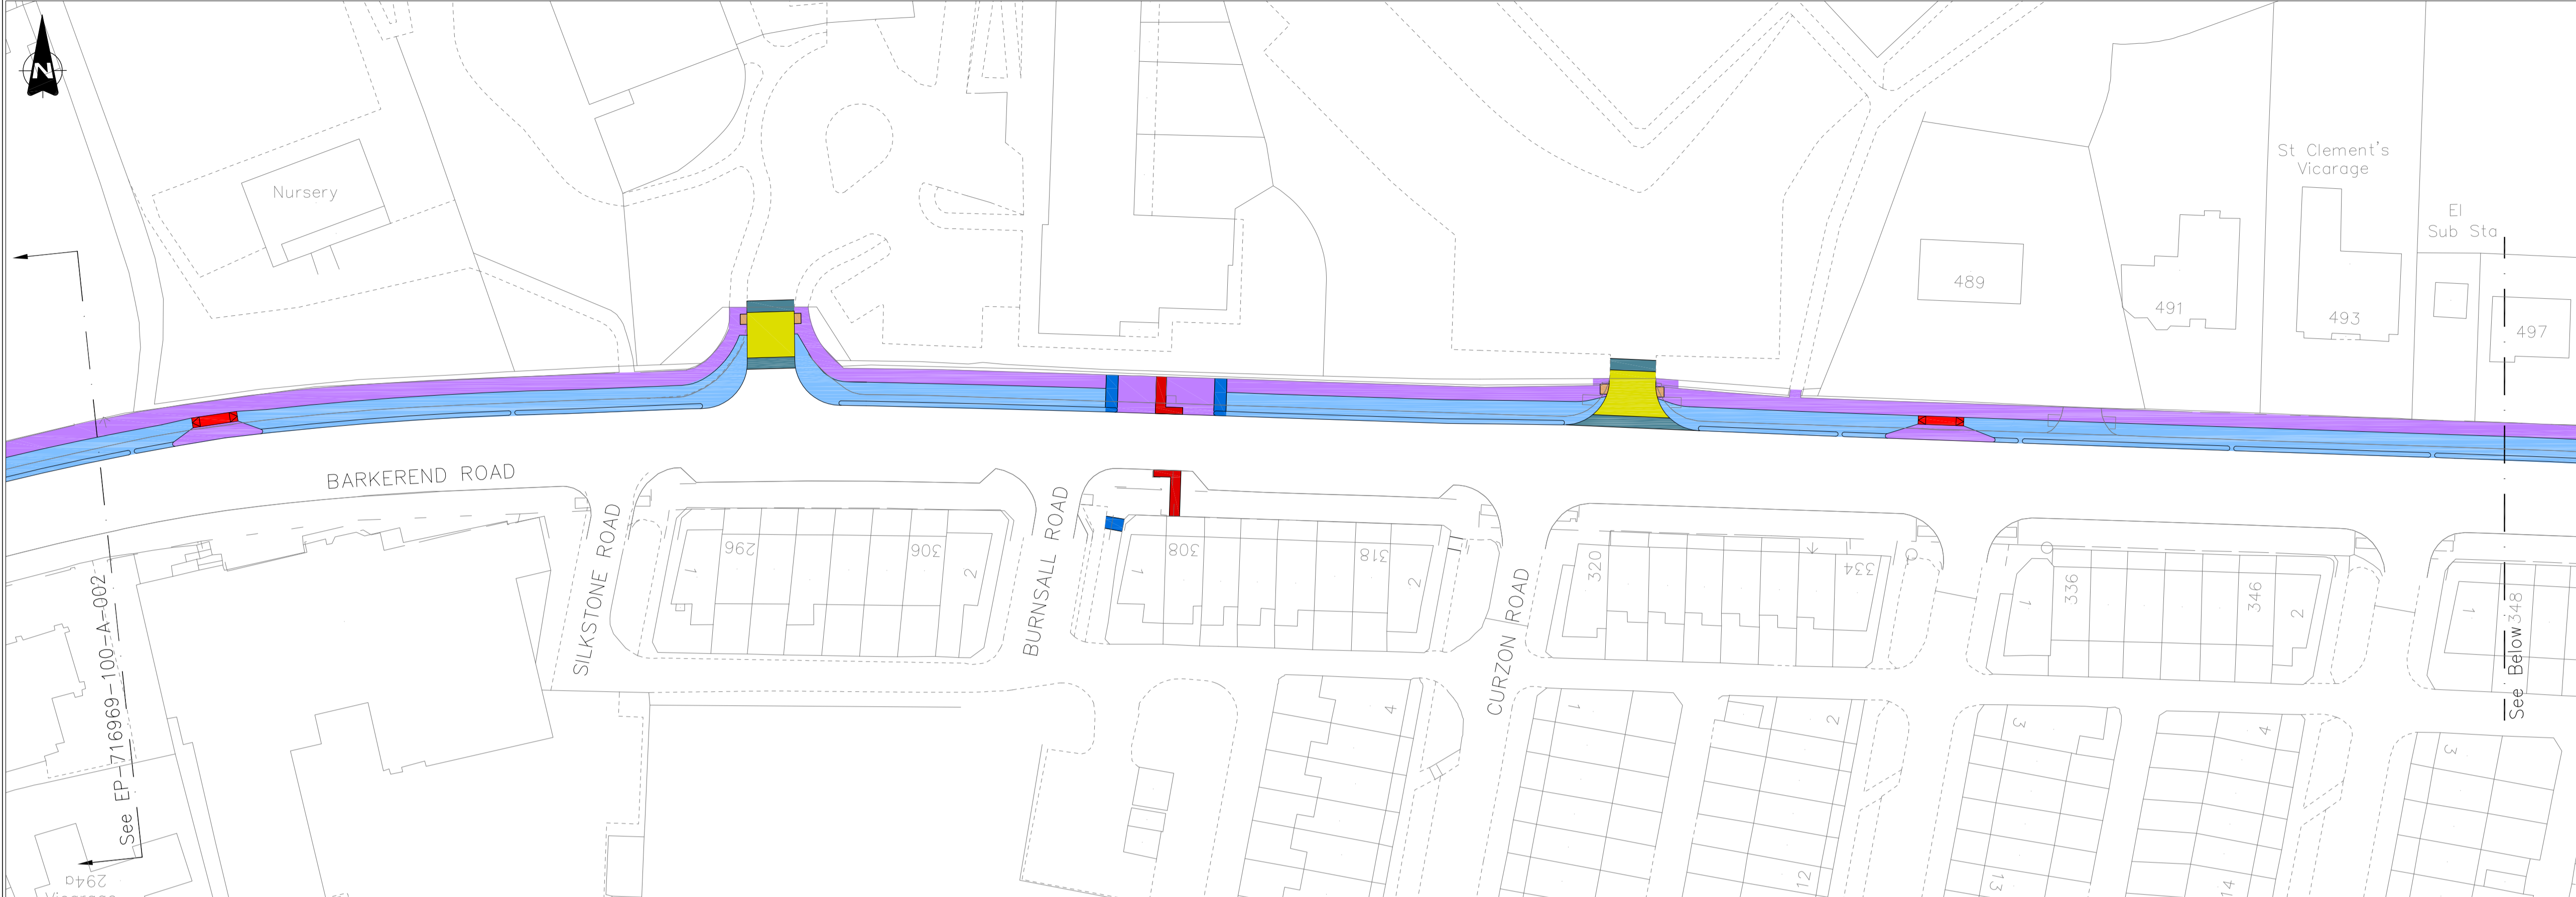 N
Nursery
St Clement's
Vicarage
El
Sub Sta
489
491
493
497
BARKEREND ROAD
SILKSTONE ROAD
BURNSALL ROAD
CURZON ROAD
See EP-716969-100-A-002
See Below
1
296
306
2
1
308
318
2
320
334
1
336
346
2
1
348
4
1
2
3
4
3
12
13
14
294a